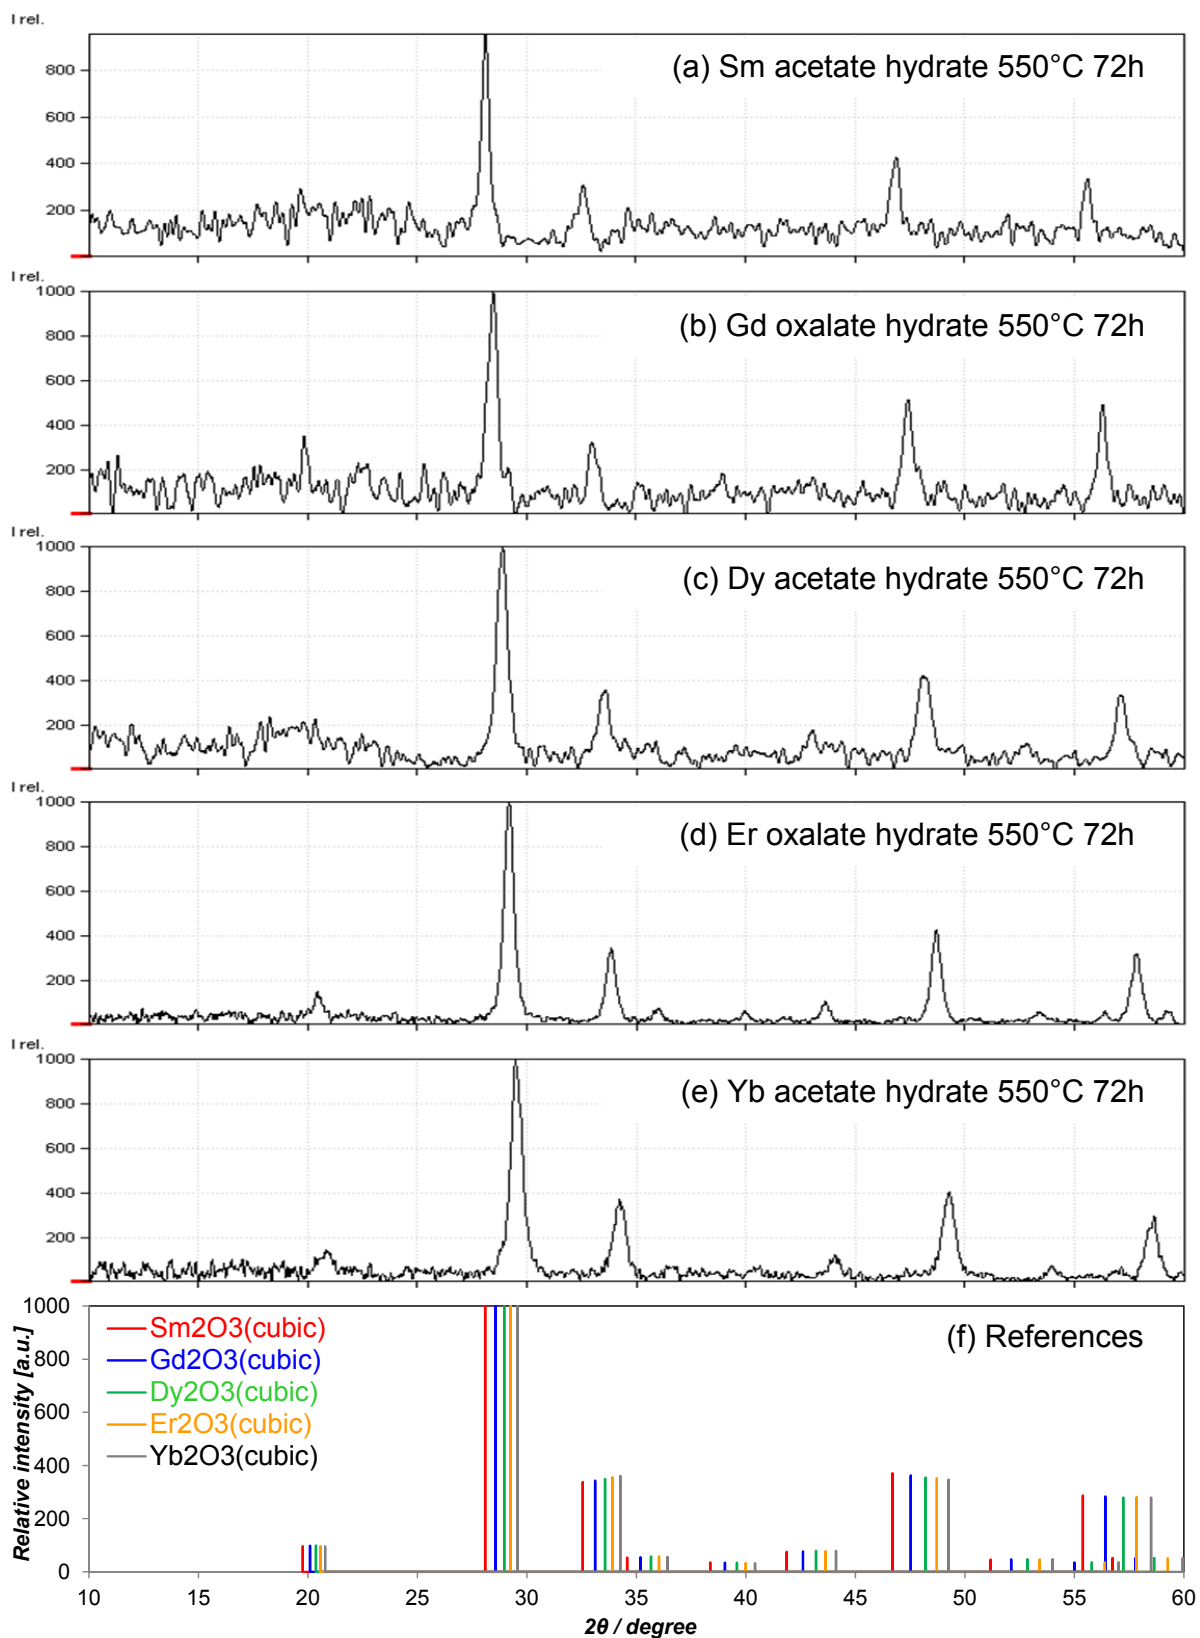 I rel.
800
600
400
200
(a) Sm acetate hydrate 550°C 72h
I rel.
1000
800
600
400
200
(b) Gd oxalate hydrate 550°C 72h
I rel.
1000
800
600
400
200
(c) Dy acetate hydrate 550°C 72h
I rel.
1000
800
600
400
200
(d) Er oxalate hydrate 550°C 72h
I rel.
1000
800
600
400
200
(e) Yb acetate hydrate 550°C 72h
Relative intensity [a.u.]
1000
800
600
400
200
0
Sm2O3(cubic)
Gd2O3(cubic)
Dy2O3(cubic)
Er2O3(cubic)
Yb2O3(cubic)
(f) References
10 15 20 25 30 35 40 45 50 55 60
2θ / degree